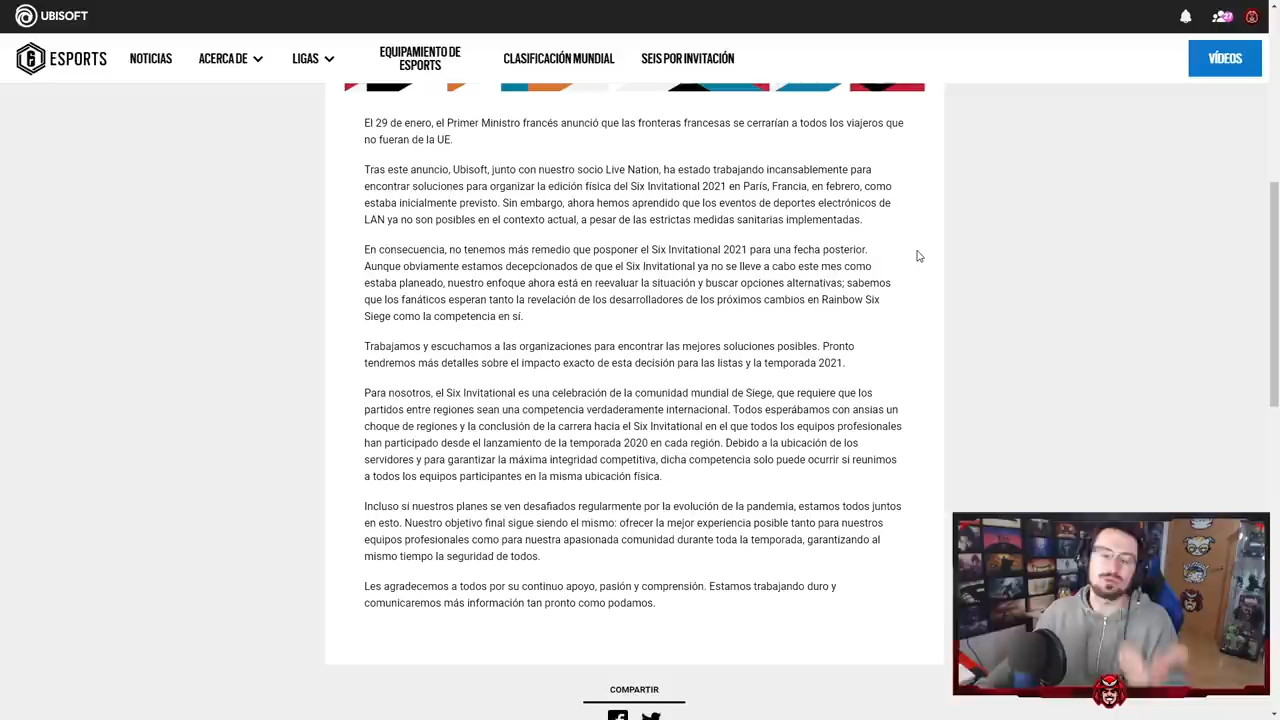 UBISOFT
27
6 ESPORTS
NOTICIAS
ACERCA DE
LIGAS
EQUIPAMIENTO DE
ESPORTS
CLASIFICACIÓN MUNDIAL
SEIS POR INVITACIÓN
VÍDEOS
El 29 de enero, el Primer Ministro francés anunció que las fronteras francesas se cerrarían a todos los viajeros que
no fueran de la UE.
Tras este anuncio, Ubisoft, junto con nuestro socio Live Nation, ha estado trabajando incansablemente para
encontrar soluciones para organizar la edición física del Six Invitational 2021 en París, Francia, en febrero, como
estaba inicialmente previsto. Sin embargo, ahora hemos aprendido que los eventos de deportes electrónicos de
LAN ya no son posibles en el contexto actual, a pesar de las estrictas medidas sanitarias implementadas.
En consecuencia, no tenemos más remedio que posponer el Six Invitational 2021 para una fecha posterior.
Aunque obviamente estamos decepcionados de que el Six Invitational ya no se lleve a cabo este mes como
estaba planeado, nuestro enfoque ahora está en reevaluar la situación y buscar opciones alternativas; sabemos
que los fanáticos esperan tanto la revelación de los desarrolladores de los próximos cambios en Rainbow Six
Siege como la competencia en sí.
Trabajamos y escuchamos a las organizaciones para encontrar las mejores soluciones posibles. Pronto
tendremos más detalles sobre el impacto exacto de esta decisión para las listas y la temporada 2021.
Para nosotros, el Six Invitational es una celebración de la comunidad mundial de Siege, que requiere que los
partidos entre regiones sean una competencia verdaderamente internacional. Todos esperábamos con ansias un
choque de regiones y la conclusión de la carrera hacia el Six Invitational en el que todos los equipos profesionales
han participado desde el lanzamiento de la temporada 2020 en cada región. Debido a la ubicación de los
servidores y para garantizar la máxima integridad competitiva, dicha competencia solo puede ocurrir si reunimos
a todos los equipos participantes en la misma ubicación física.
Incluso si nuestros planes se ven desafiados regularmente por la evolución de la pandemia, estamos todos juntos
en esto. Nuestro objetivo final sigue siendo el mismo: ofrecer la mejor experiencia posible tanto para nuestros
equipos profesionales como para nuestra apasionada comunidad durante toda la temporada, garantizando al
mismo tiempo la seguridad de todos.
Les agradecemos a todos por su continuo apoyo, pasión y comprensión. Estamos trabajando duro y
comunicaremos más información tan pronto como podamos.
COMPARTIR